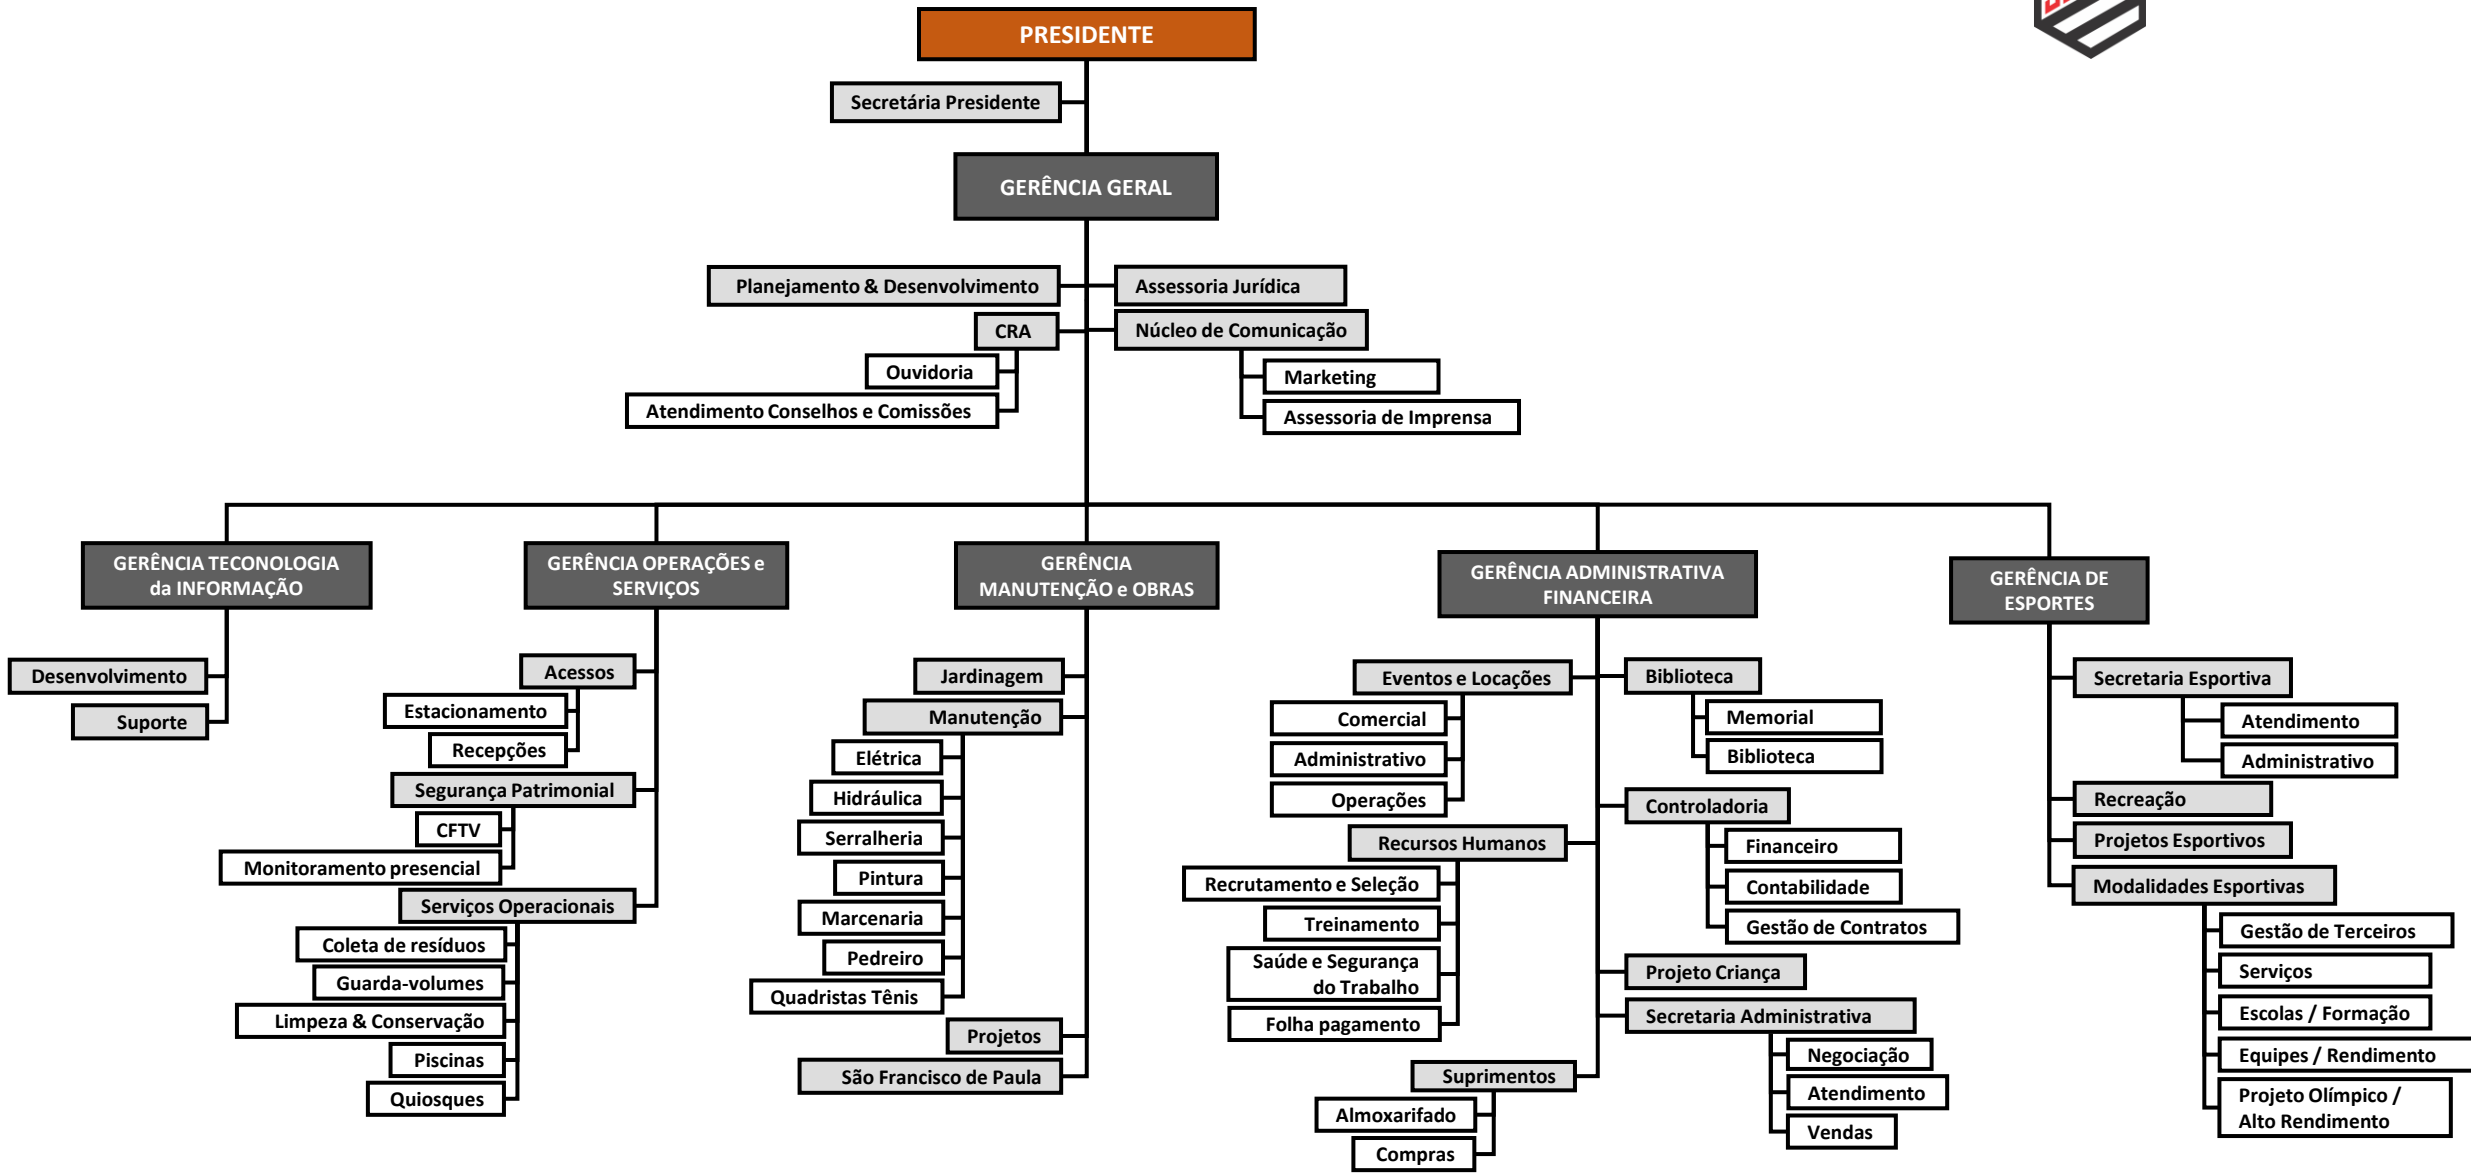 PRESIDENTE
Secretária Presidente
GERÊNCIA GERAL
Planejamento & Desenvolvimento
Assessoria Jurídica
CRA
Núcleo de Comunicação
Ouvidoria
Atendimento Conselhos e Comissões
Marketing
Assessoria de Imprensa
GERÊNCIA TECONOLOGIA
da INFORMAÇÃO
Desenvolvimento
Suporte
GERÊNCIA OPERAÇÕES e
SERVIÇOS
Acessos
Estacionamento
Recepções
Segurança Patrimonial
CFTV
Monitoramento presencial
Serviços Operacionais
Coleta de resíduos
Guarda-volumes
Limpeza & Conservação
Piscinas
Quiosques
GERÊNCIA
MANUTENÇÃO e OBRAS
Jardinagem
Manutenção
Elétrica
Hidráulica
Serralheria
Pintura
Marcenaria
Pedreiro
Quadristas Tênis
Projetos
São Francisco de Paula
GERÊNCIA ADMINISTRATIVA
FINANCEIRA
Eventos e Locações
Comercial
Administrativo
Operações
Recursos Humanos
Recrutamento e Seleção
Treinamento
Saúde e Segurança
do Trabalho
Folha pagamento
Suprimentos
Almoxarifado
Compras
Biblioteca
Memorial
Biblioteca
Controladoria
Financeiro
Contabilidade
Gestão de Contratos
Projeto Criança
Secretaria Administrativa
Negociação
Atendimento
Vendas
GERÊNCIA DE
ESPORTES
Secretaria Esportiva
Atendimento
Administrativo
Recreação
Projetos Esportivos
Modalidades Esportivas
Gestão de Terceiros
Serviços
Escolas / Formação
Equipes / Rendimento
Projeto Olímpico /
Alto Rendimento